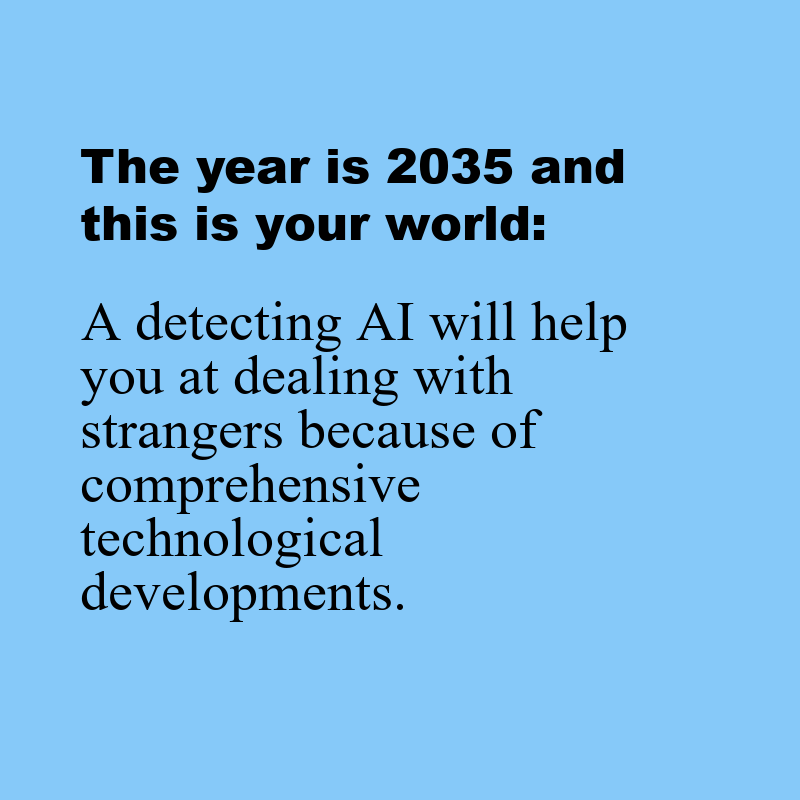 The year is 2035 and
this is your world:
A detecting AI will help
you at dealing with
strangers because of
comprehensive
technological
developments.